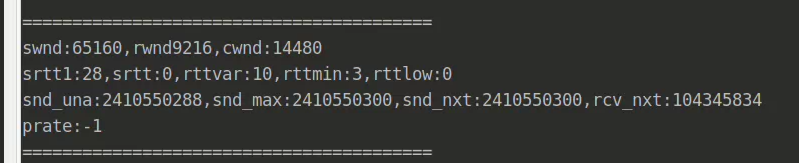 =========================================
swnd:65160,rwnd9216,cwnd:14480
srtt1:28,srtt:0,rttvar:10,rttmin:3,rttlow:0
snd_una:2410550288,snd_max:2410550300,snd_nxt:2410550300,rcv_nxt:104345834
prate:-1
=========================================